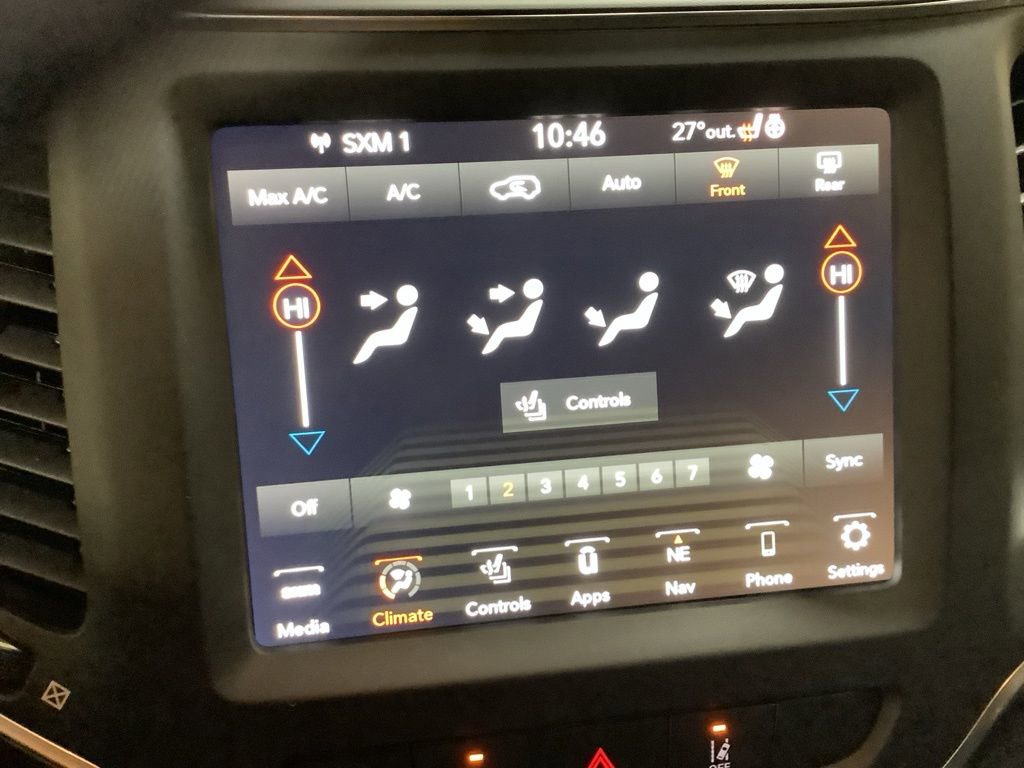 SXM 1 10:46 27° out.
Max A/C A/C Auto Front Rear
HI HI
Controls
Off 1 2 3 4 5 6 7 Sync
Media Climate Controls Apps NE Nav Phone Settings
OFF